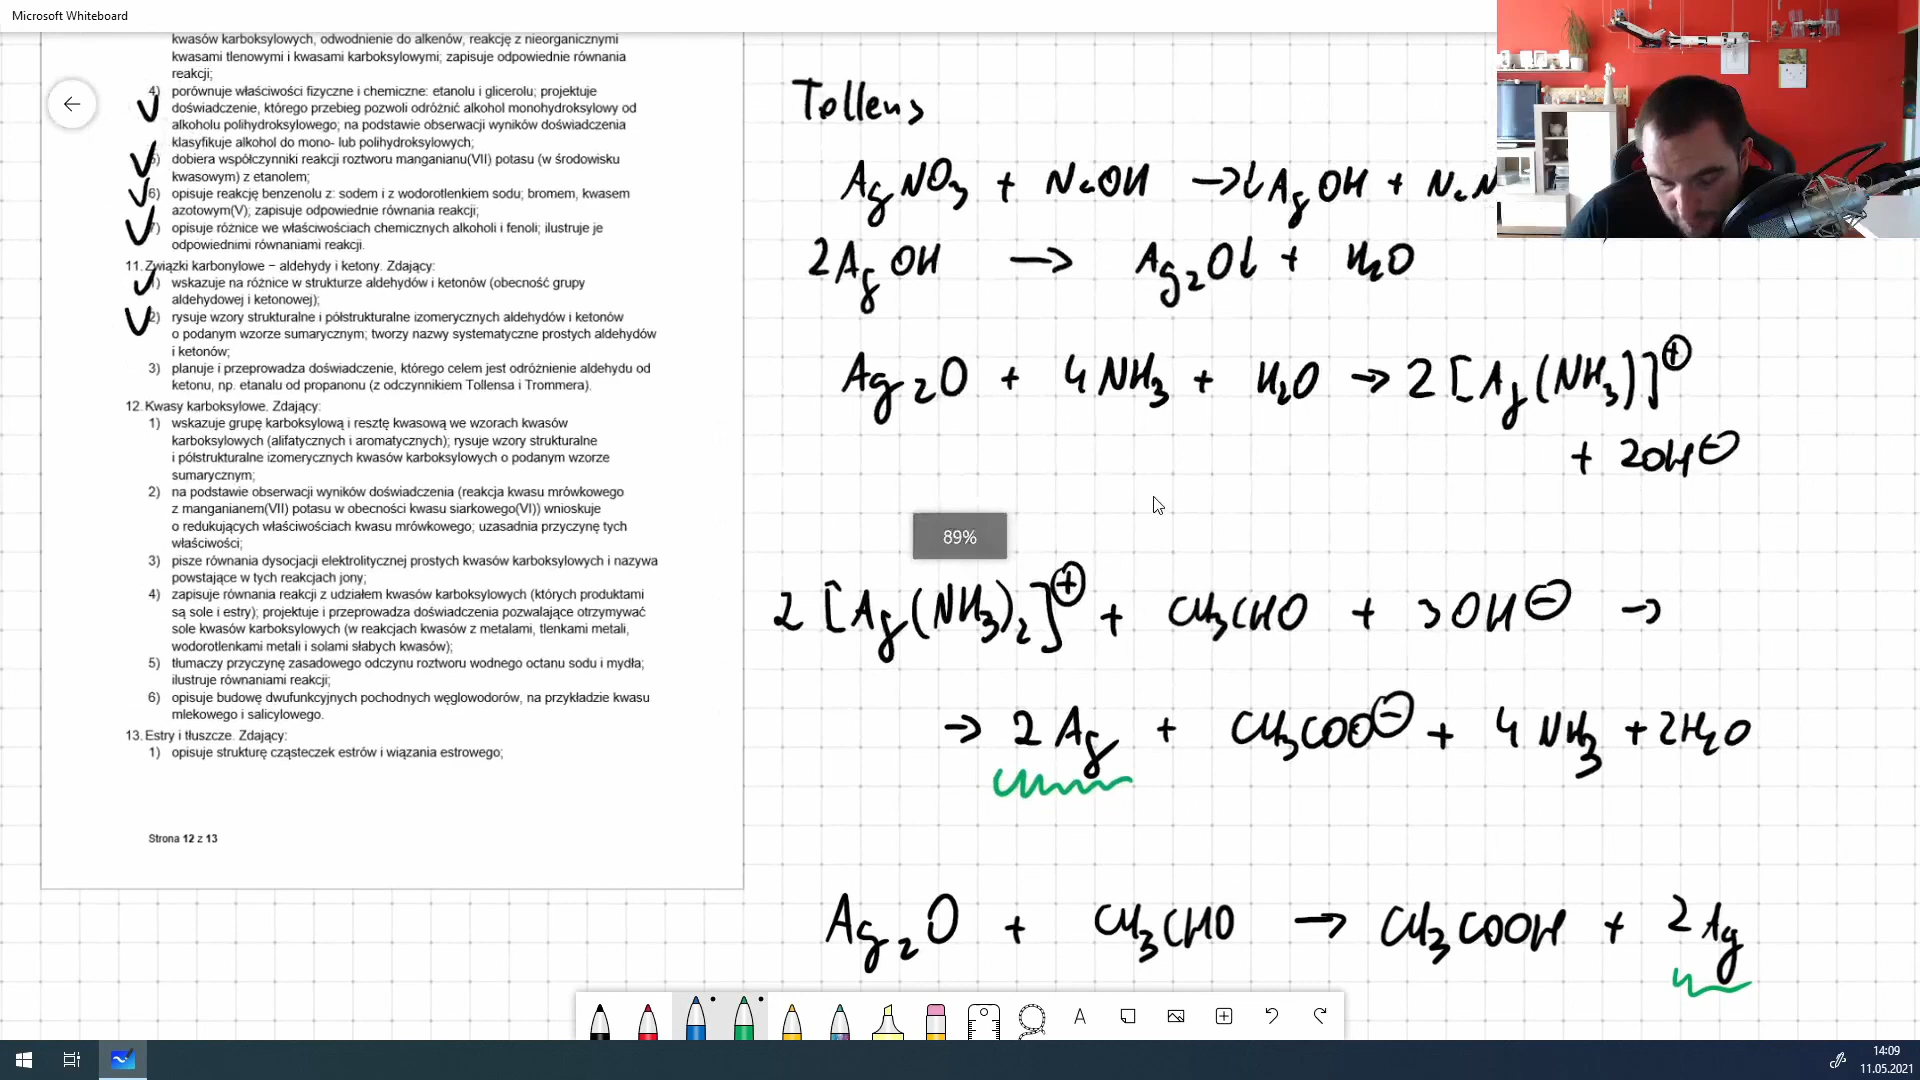 Microsoft Whiteboard
kwasów karboksylowych, odwodnienie do alkenów, reakcję z nieorganicznymi
kwasami tlenowymi i kwasami karboksylowymi; zapisuje odpowiednie równania
reakcji;
4) porównuje właściwości fizyczne i chemiczne: etanolu i glicerolu; projektuje
doświadczenie, którego przebieg pozwoli odróżnić alkohol monohydroksylowy od
alkoholu polihydroksylowego; na podstawie obserwacji wyników doświadczenia
klasyfikuje alkohol do mono- lub polihydroksylowych;
5) dobiera współczynniki reakcji roztworu manganianu(VII) potasu (w środowisku
kwasowym) z etanolem;
6) opisuje reakcję benzenolu z: sodem i z wodorotlenkiem sodu; bromem, kwasem
azotowym(V); zapisuje odpowiednie równania reakcji;
7) opisuje różnice we właściwościach chemicznych alkoholi i fenoli; ilustruje je
odpowiednimi równaniami reakcji.
11. Związki karbonylowe − aldehydy i ketony. Zdający:
1) wskazuje na różnice w strukturze aldehydów i ketonów (obecność grupy
aldehydowej i ketonowej);
2) rysuje wzory strukturalne i półstrukturalne izomerycznych aldehydów i ketonów
o podanym wzorze sumarycznym; tworzy nazwy systematyczne prostych aldehydów
i ketonów;
3) planuje i przeprowadza doświadczenie, którego celem jest odróżnienie aldehydu od
ketonu, np. etanalu od propanonu (z odczynnikiem Tollensa i Trommera).
12. Kwasy karboksylowe. Zdający:
1) wskazuje grupę karboksylową i resztę kwasową we wzorach kwasów
karboksylowych (alifatycznych i aromatycznych); rysuje wzory strukturalne
i półstrukturalne izomerycznych kwasów karboksylowych o podanym wzorze
sumarycznym;
2) na podstawie obserwacji wyników doświadczenia (reakcja kwasu mrówkowego
z manganianem(VII) potasu w obecności kwasu siarkowego(VI)) wnioskuje
o redukujących właściwościach kwasu mrówkowego; uzasadnia przyczynę tych
właściwości;
3) pisze równania dysocjacji elektrolitycznej prostych kwasów karboksylowych i nazywa
powstające w tych reakcjach jony;
4) zapisuje równania reakcji z udziałem kwasów karboksylowych (których produktami
są sole i estry); projektuje i przeprowadza doświadczenia pozwalające otrzymywać
sole kwasów karboksylowych (w reakcjach kwasów z metalami, tlenkami metali,
wodorotlenkami metali i solami słabych kwasów);
5) tłumaczy przyczynę zasadowego odczynu roztworu wodnego octanu sodu i mydła;
ilustruje równaniami reakcji;
6) opisuje budowę dwufunkcyjnych pochodnych węglowodorów, na przykładzie kwasu
mlekowego i salicylowego.
13. Estry i tłuszcze. Zdający:
1) opisuje strukturę cząsteczek estrów i wiązania estrowego;
Strona 12 z 13
Tollens
AgNO₃ + NaOH → ↓AgOH + NaN
2AgOH → Ag₂O↓ + H₂O
Ag₂O + 4NH₃ + H₂O → 2[Ag(NH₃)]⊕
+ 2OH⊖
89%
2[Ag(NH₃)₂]⊕ + CH₃CHO + 3OH⊖ →
→ 2Ag + CH₃COO⊖ + 4NH₃ + 2H₂O
Ag₂O + CH₃CHO → CH₃COOH + 2Ag
A
14:09
11.05.2021